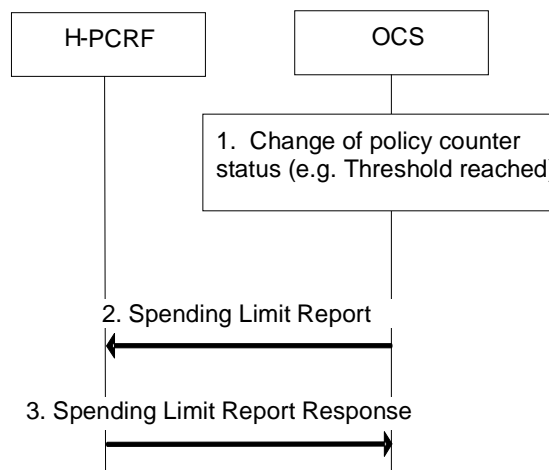 H-PCRF
OCS
1. Change of policy counter
status (e.g. Threshold reached)
2. Spending Limit Report
3. Spending Limit Report Response